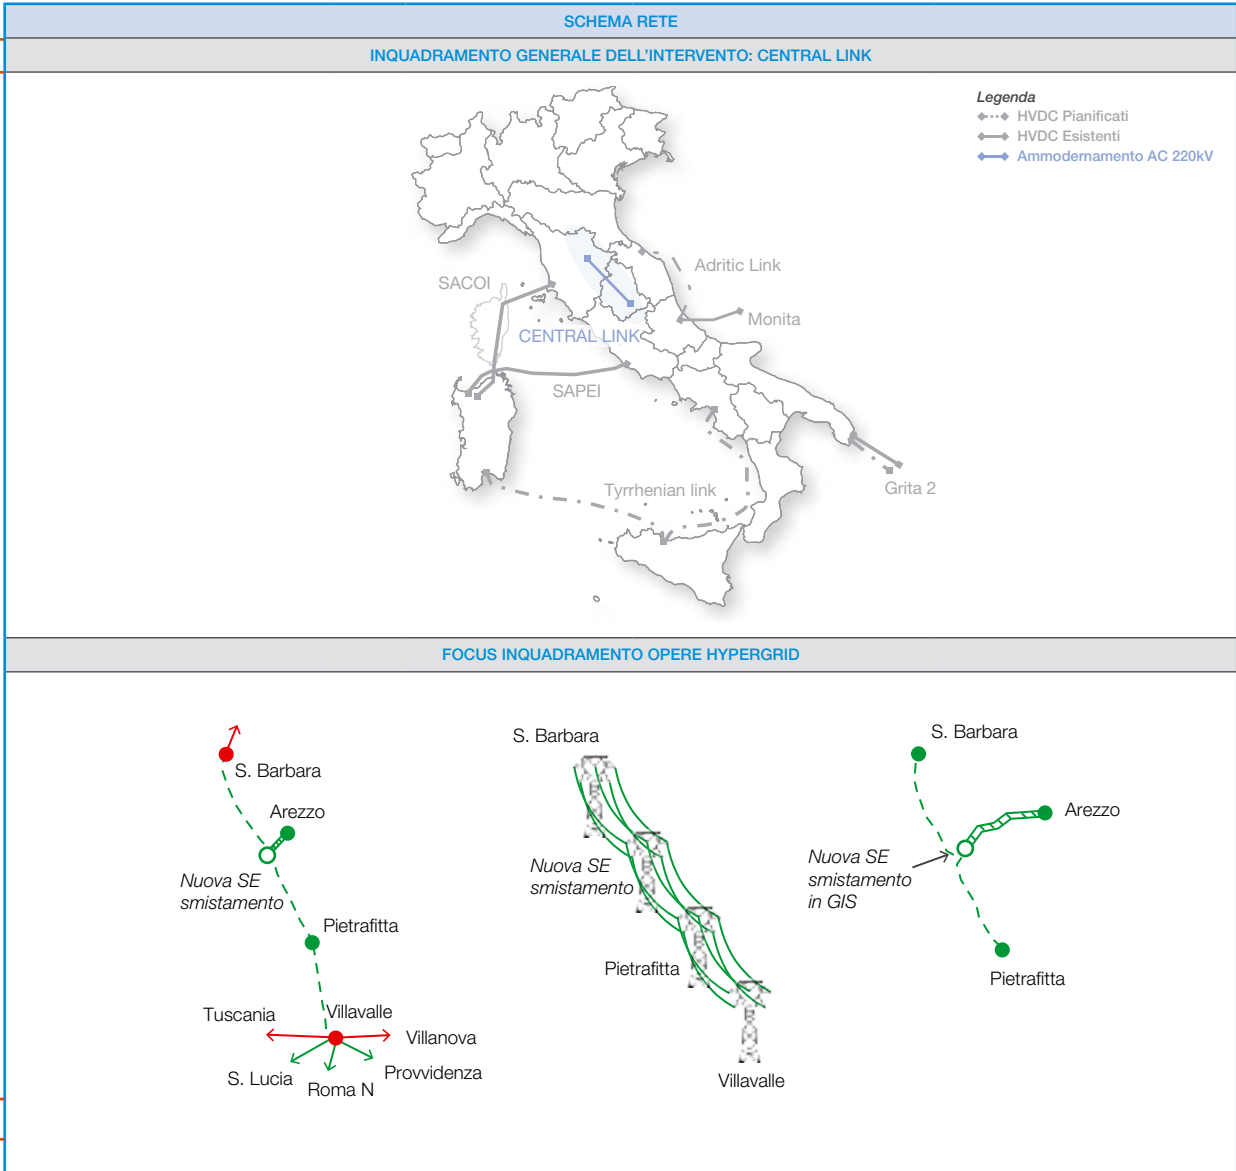 SCHEMA RETE
INQUADRAMENTO GENERALE DELL'INTERVENTO: CENTRAL LINK
Legenda
HVDC Pianificati
HVDC Esistenti
Ammodernamento AC 220kV
Adritic Link
SACOI
Monita
CENTRAL LINK
SAPEI
Tyrrhenian link
Grita 2
FOCUS INQUADRAMENTO OPERE HYPERGRID
S. Barbara
Arezzo
Nuova SE
smistamento
Pietrafitta
Tuscania
Villavalle
Villanova
S. Lucia
Roma N
Provvidenza
S. Barbara
Nuova SE
smistamento
Pietrafitta
Villavalle
S. Barbara
Arezzo
Nuova SE
smistamento
in GIS
Pietrafitta